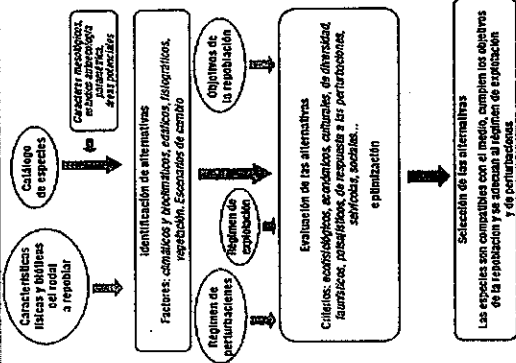 Características
físicas y bióticas
del rodal
a repoblar
Catálogo
de especies
Caracteres mesológicos,
estudios autoecología
paramétrica,
áreas potenciales
Identificación de alternativas
Factores: climáticos y bioclimáticos, edáficos, fisiográficos,
vegetación. Escenarios de cambio
Régimen de
perturbaciones
Régimen de
explotación
Objetivos de
la repoblación
Evaluación de las alternativas
Criterios: ecofisiológicos, económicos, culturales, de diversidad,
faunísticos, paisajísticos, de respuesta a las perturbaciones,
selvícolas, sociales...
optimización
Selección de las alternativas
Las especies son compatibles con el medio, cumplen los objetivos
de la repoblación y se adecuan al régimen de explotación
y de perturbaciones